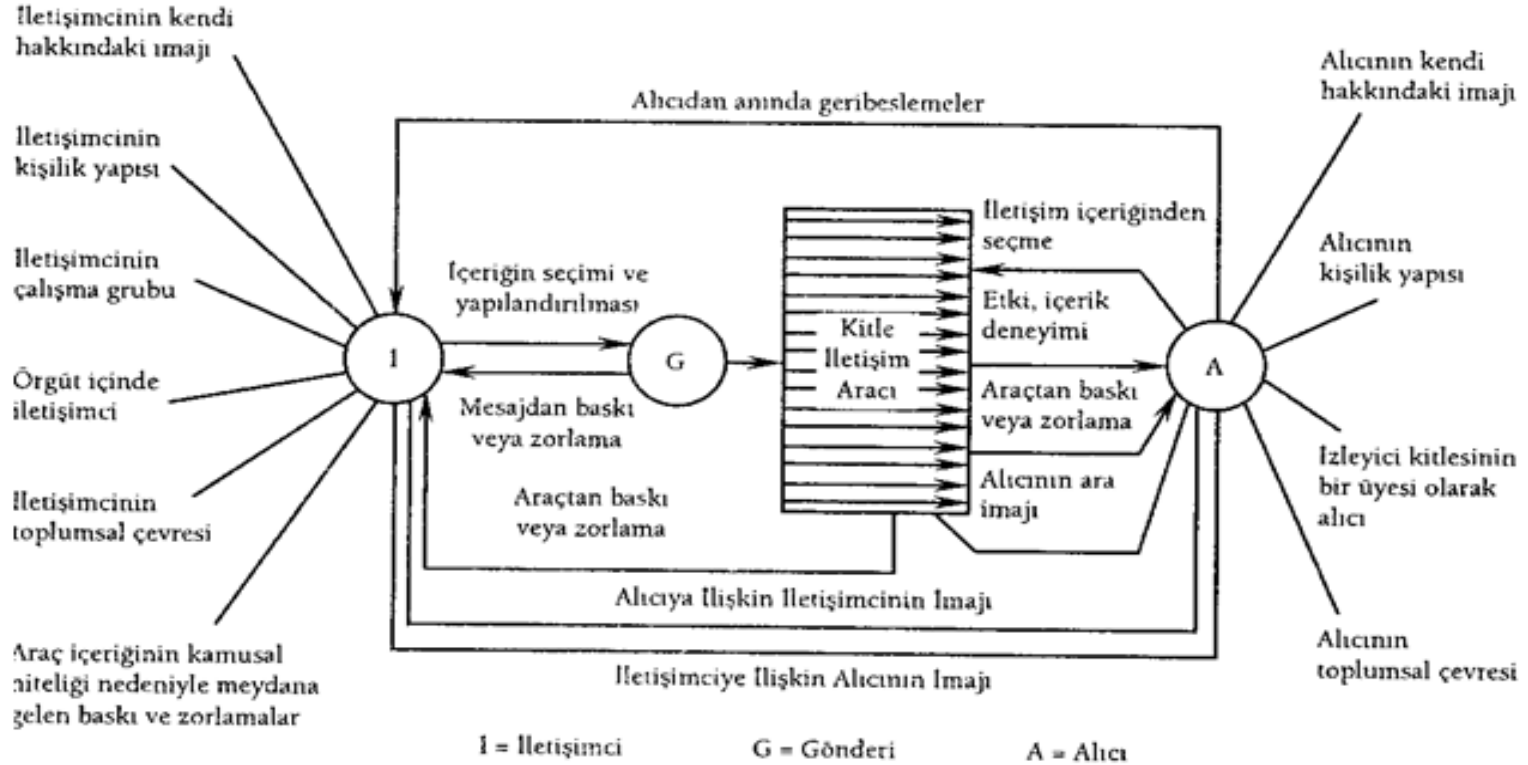 İletişimcinin kendi
hakkındaki imajı
İletişimcinin
kişilik yapısı
İletişimcinin
çalışma grubu
Örgüt içinde
iletişimci
İletişimcinin
toplumsal çevresi
Araç içeriğinin kamusal
niteliği nedeniyle meydana
gelen baskı ve zorlamalar
Alıcıdan anında geribeslemeler
İçeriğin seçimi ve
yapılandırılması
I
G
Mesajdan baskı
veya zorlama
Araçtan baskı
veya zorlama
Kitle
İletişim
Aracı
İletişim içeriğinden
seçme
Etki, içerik
deneyimi
Araçtan baskı
veya zorlama
Alıcının ara
imajı
A
Alıcıya İlişkin İletişimcinin İmajı
İletişimciye İlişkin Alıcının İmajı
Alıcının kendi
hakkındaki imajı
Alıcının
kişilik yapısı
İzleyici kitlesinin
bir üyesi olarak
alıcı
Alıcının
toplumsal çevresi
I = İletişimci G = Gönderi A = Alıcı